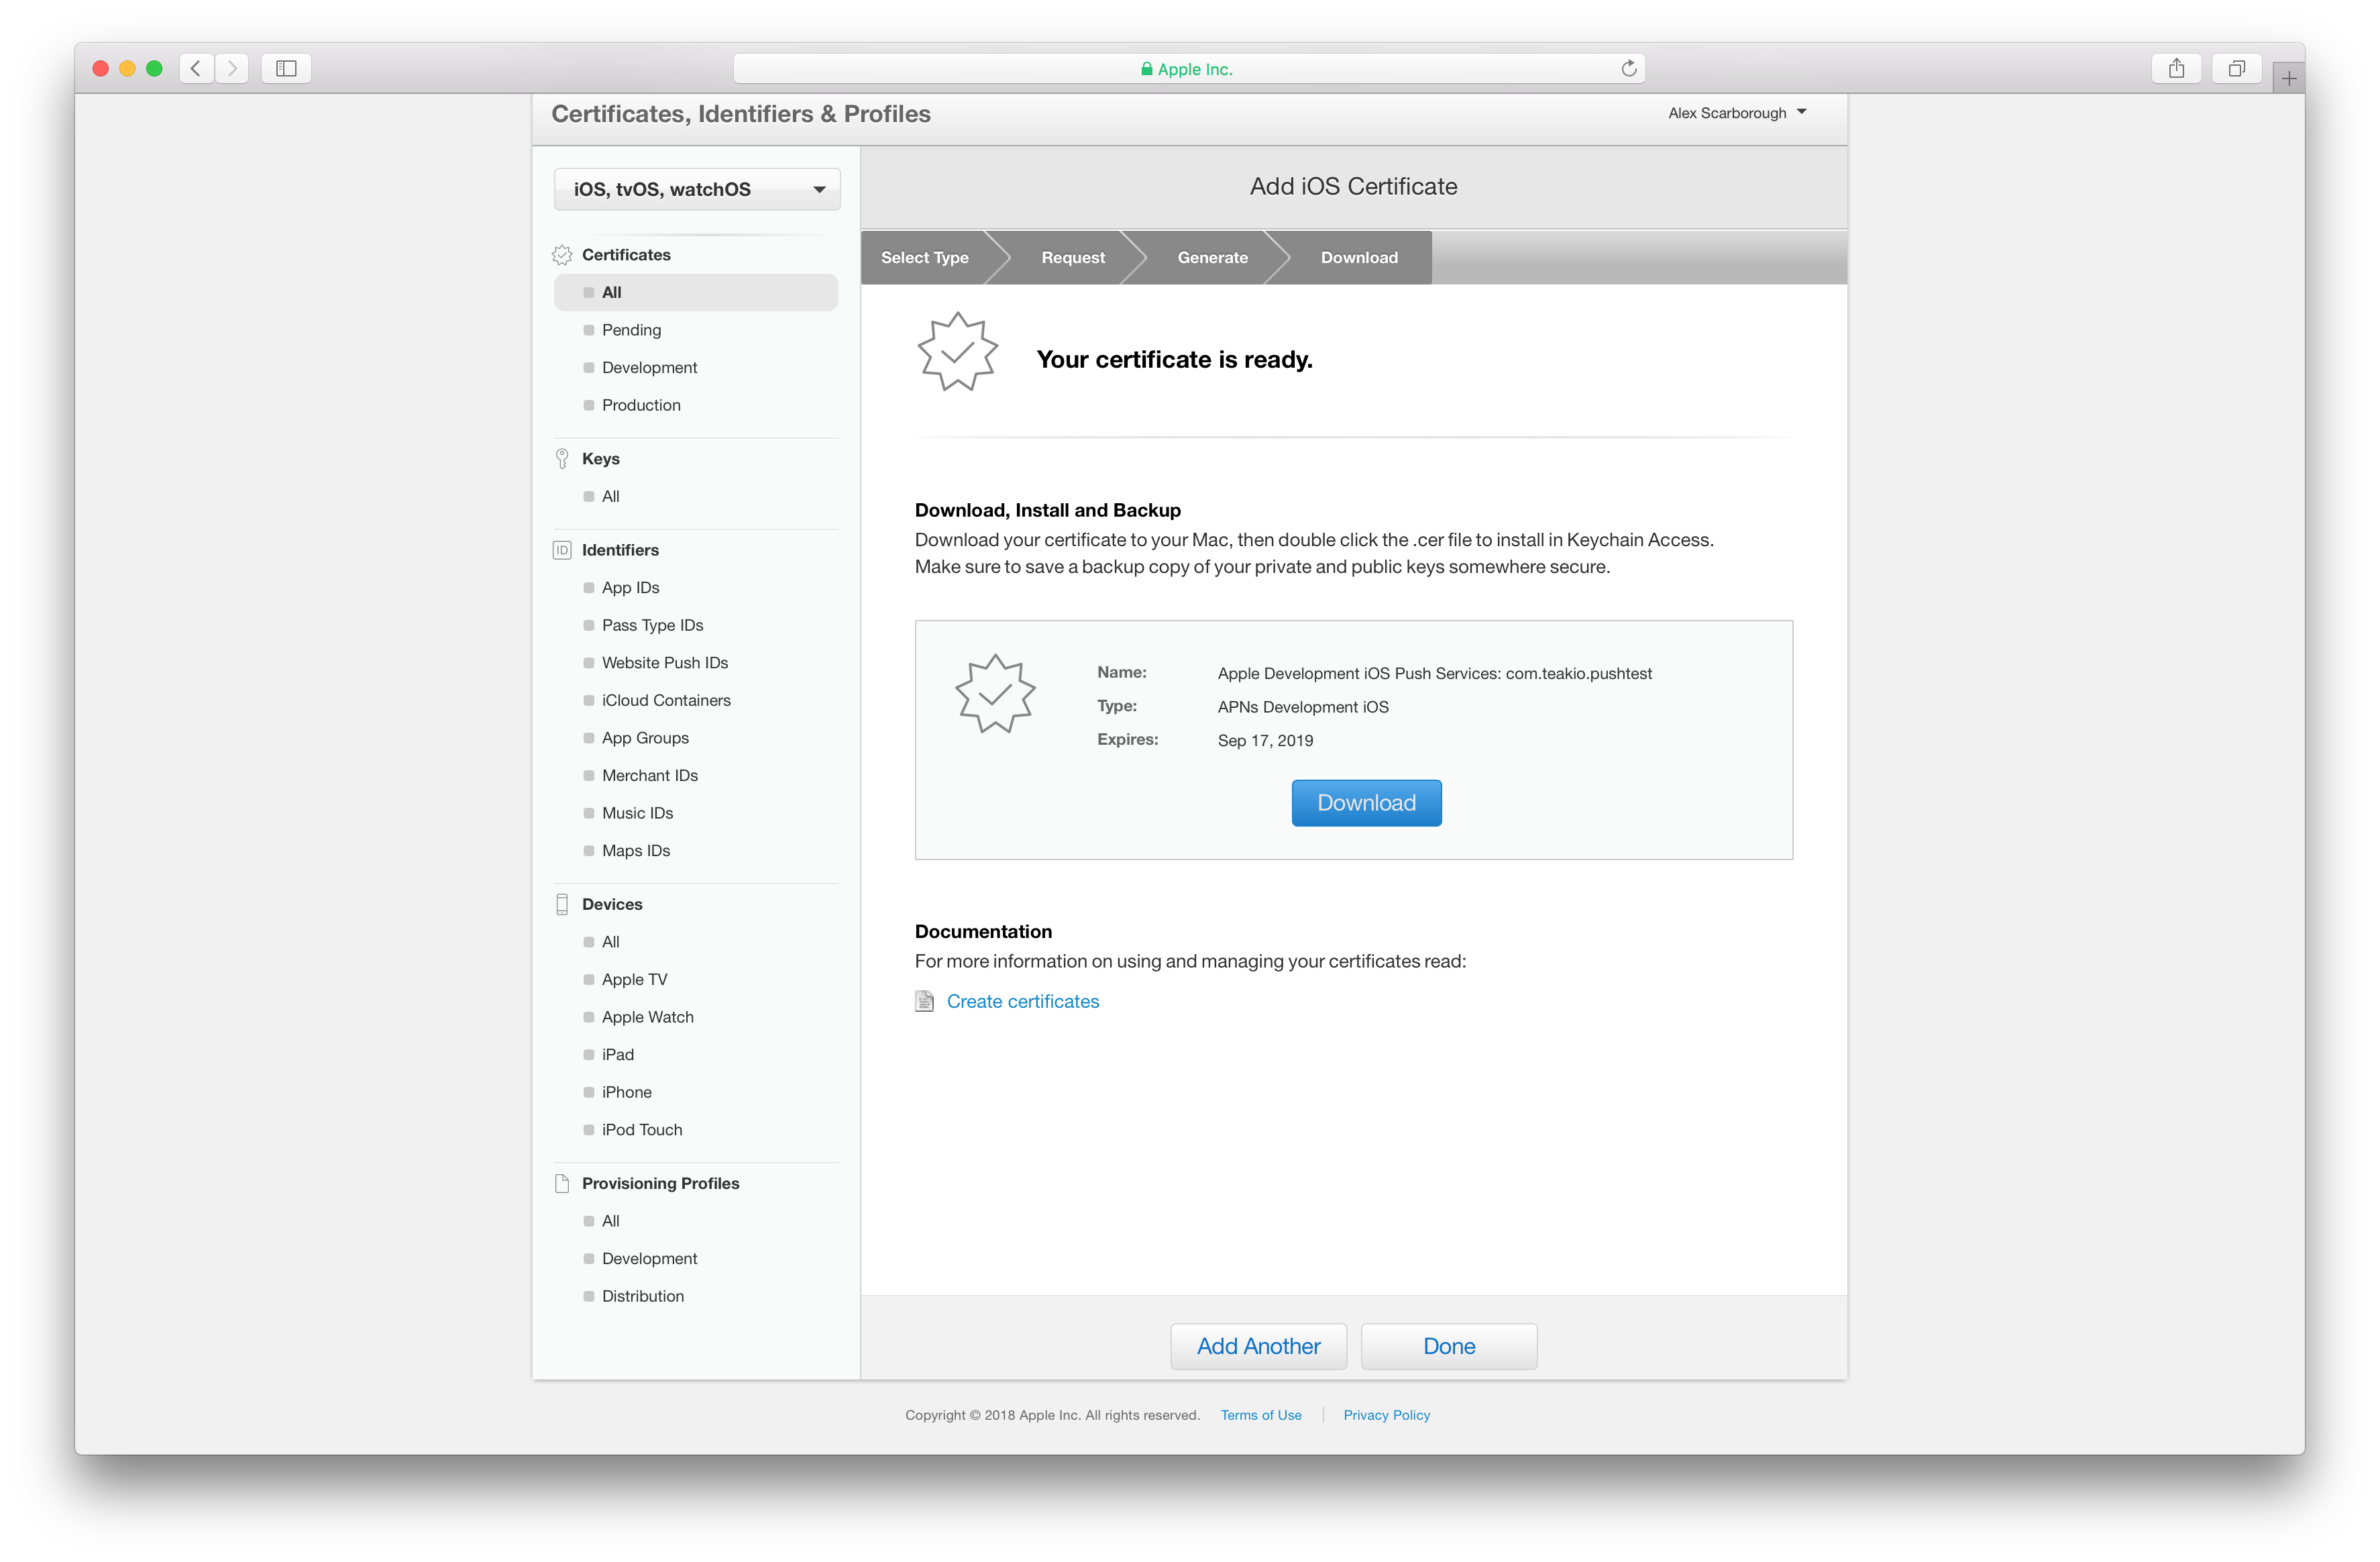 Apple Inc.
Certificates, Identifiers & Profiles
Alex Scarborough
iOS, tvOS, watchOS
Certificates
All
Pending
Development
Production
Keys
All
ID
Identifiers
App IDs
Pass Type IDs
Website Push IDs
iCloud Containers
App Groups
Merchant IDs
Music IDs
Maps IDs
Devices
All
Apple TV
Apple Watch
iPad
iPhone
iPod Touch
Provisioning Profiles
All
Development
Distribution
Add iOS Certificate
Select Type
Request
Generate
Download
Your certificate is ready.
Download, Install and Backup
Download your certificate to your Mac, then double click the .cer file to install in Keychain Access.
Make sure to save a backup copy of your private and public keys somewhere secure.
Name: Apple Development iOS Push Services: com.teakio.pushtest
Type: APNs Development iOS
Expires: Sep 17, 2019
Download
Documentation
For more information on using and managing your certificates read:
Create certificates
Add Another
Done
Copyright © 2018 Apple Inc. All rights reserved. Terms of Use Privacy Policy